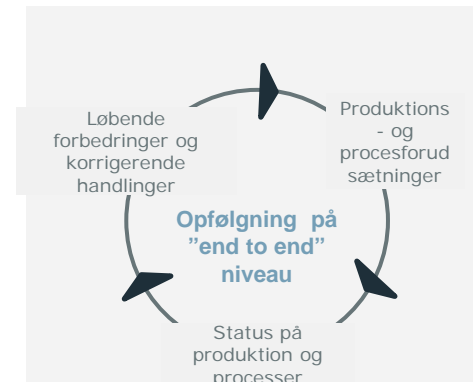 Løbende
forbedringer og
korrigerende
handlinger
Produktions
- og
procesforud
sætninger
Opfølgning på
”end to end”
niveau
Status på
produktion og
processer